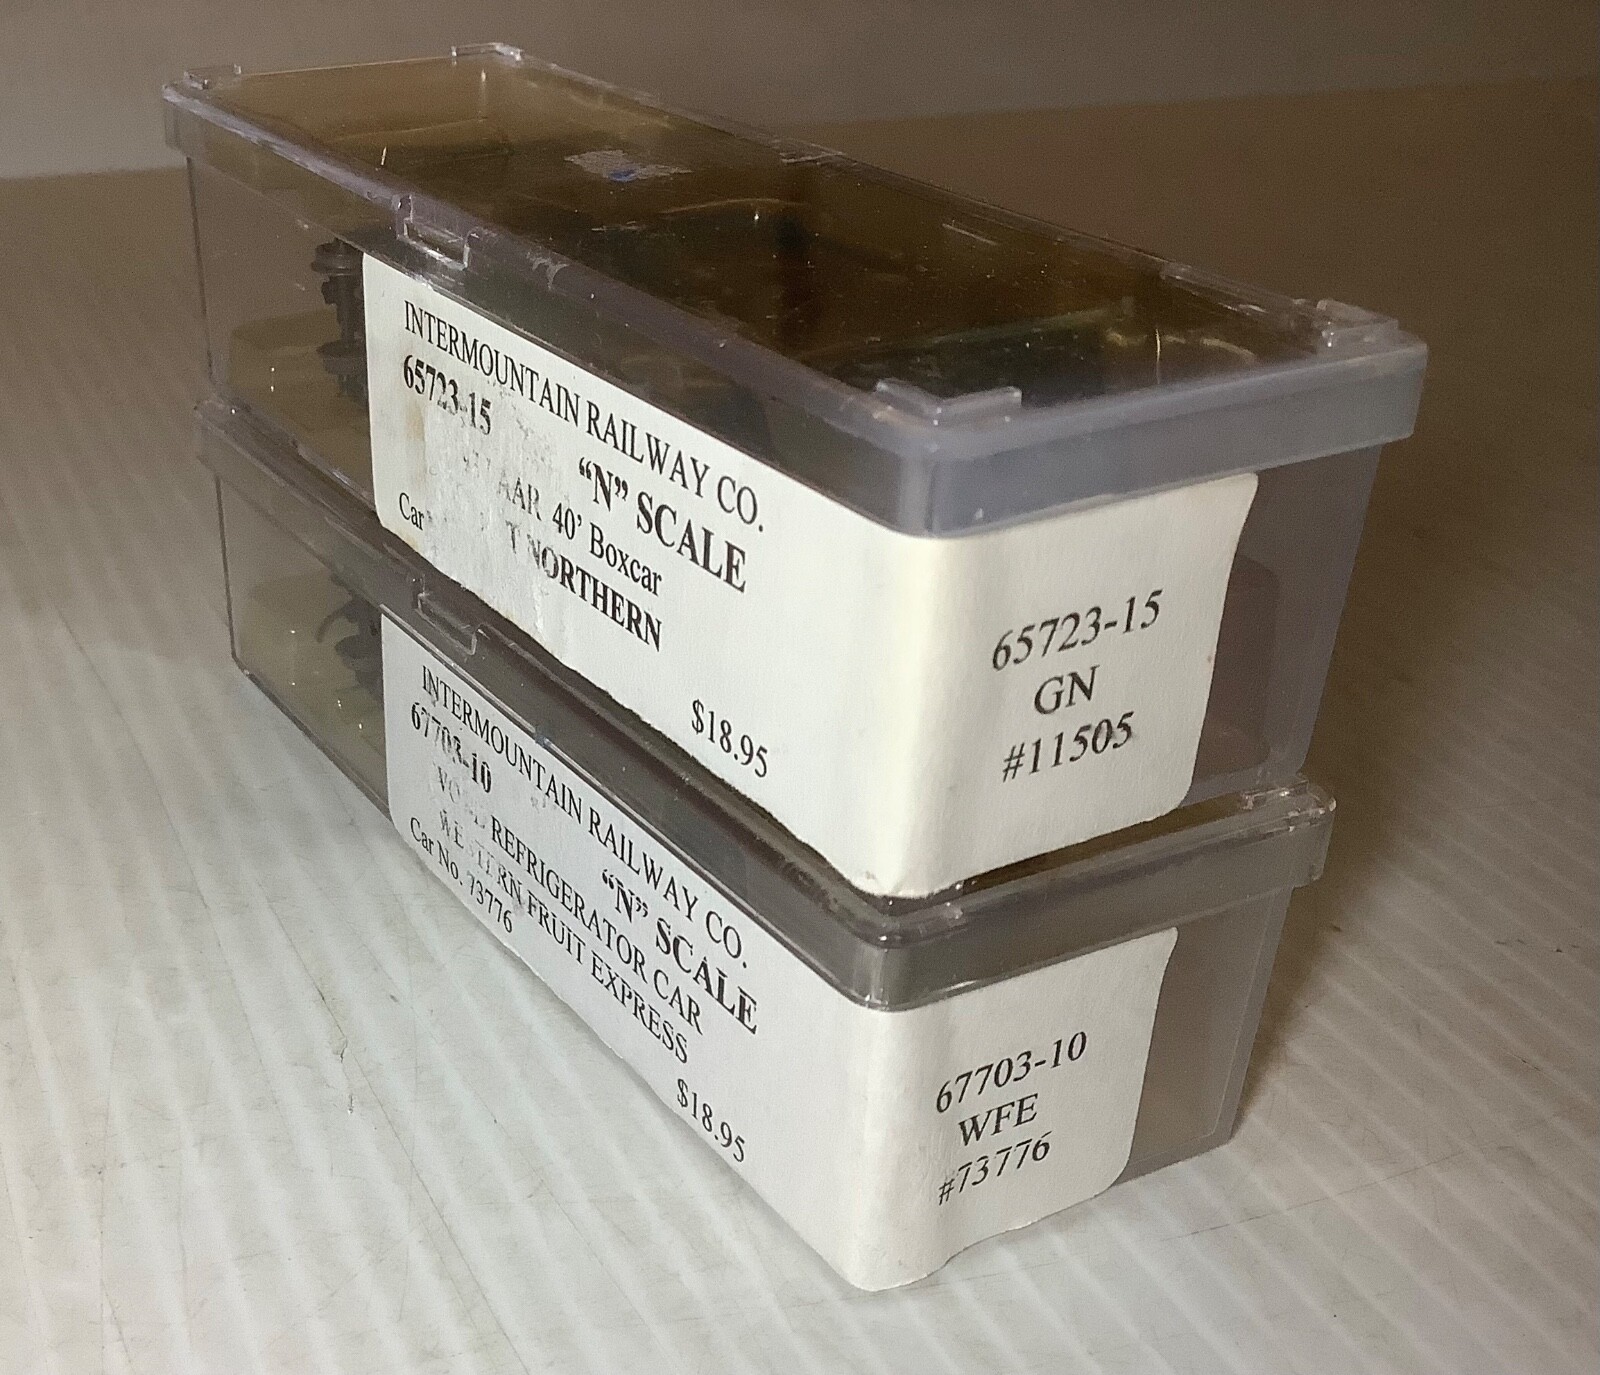 INTERMOUNTAIN RAILWAY CO.
65723-15
"N" SCALE
AAR 40' Boxcar
NORTHERN
Car
$18.95
65723-15
GN
#11505
INTERMOUNTAIN RAILWAY CO.
67703-10
"N" SCALE
REFRIGERATOR CAR
WESTERN FRUIT EXPRESS
Car No. 73776
$18.95
67703-10
WFE
#73776